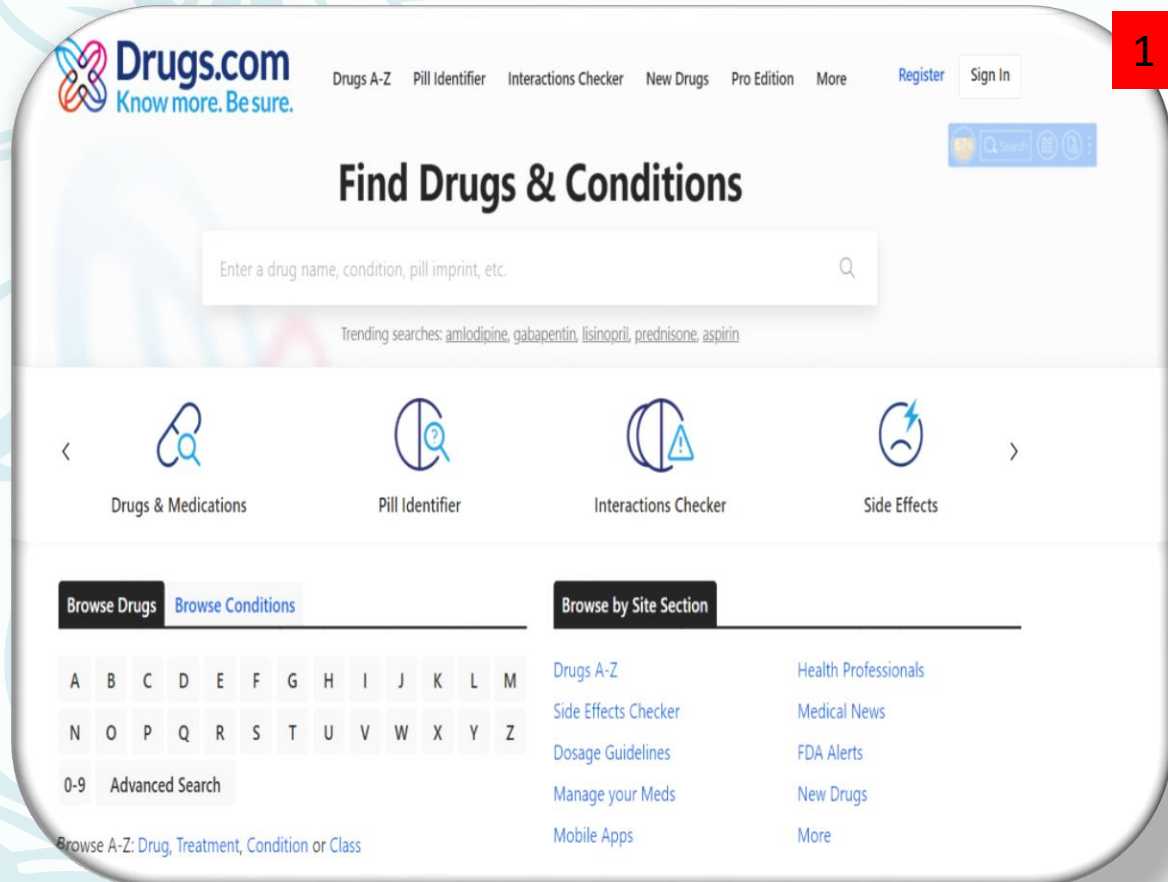 1
Drugs.com
Know more. Be sure.
Drugs A-Z Pill Identifier Interactions Checker New Drugs Pro Edition More Register Sign In
87% Search
Find Drugs & Conditions
Enter a drug name, condition, pill imprint, etc.
Trending searches: amlodipine, gabapentin, lisinopril, prednisone, aspirin
Drugs & Medications Pill Identifier Interactions Checker Side Effects
Browse Drugs Browse Conditions
A B C D E F G H I J K L M
N O P Q R S T U V W X Y Z
0-9 Advanced Search
Browse A-Z: Drug, Treatment, Condition or Class
Browse by Site Section
Drugs A-Z Health Professionals
Side Effects Checker Medical News
Dosage Guidelines FDA Alerts
Manage your Meds New Drugs
Mobile Apps More